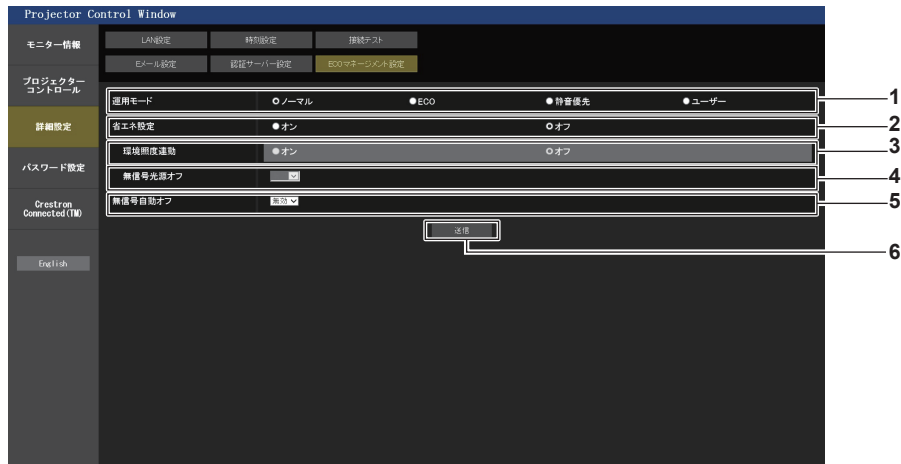 Projector Control Window
モニター情報
プロジェクター
コントロール
詳細設定
パスワード設定
Crestron
Connected(TM)
English
LAN設定 時刻設定 接続テスト
Eメール設定 認証サーバー設定 ECOマネージメント設定
運用モード ノーマル ECO 静音優先 ユーザー 1
省エネ設定 オン オフ 2
環境照度連動 オン オフ 3
無信号光源オフ 4
無信号自動オフ 無効 5
送信 6